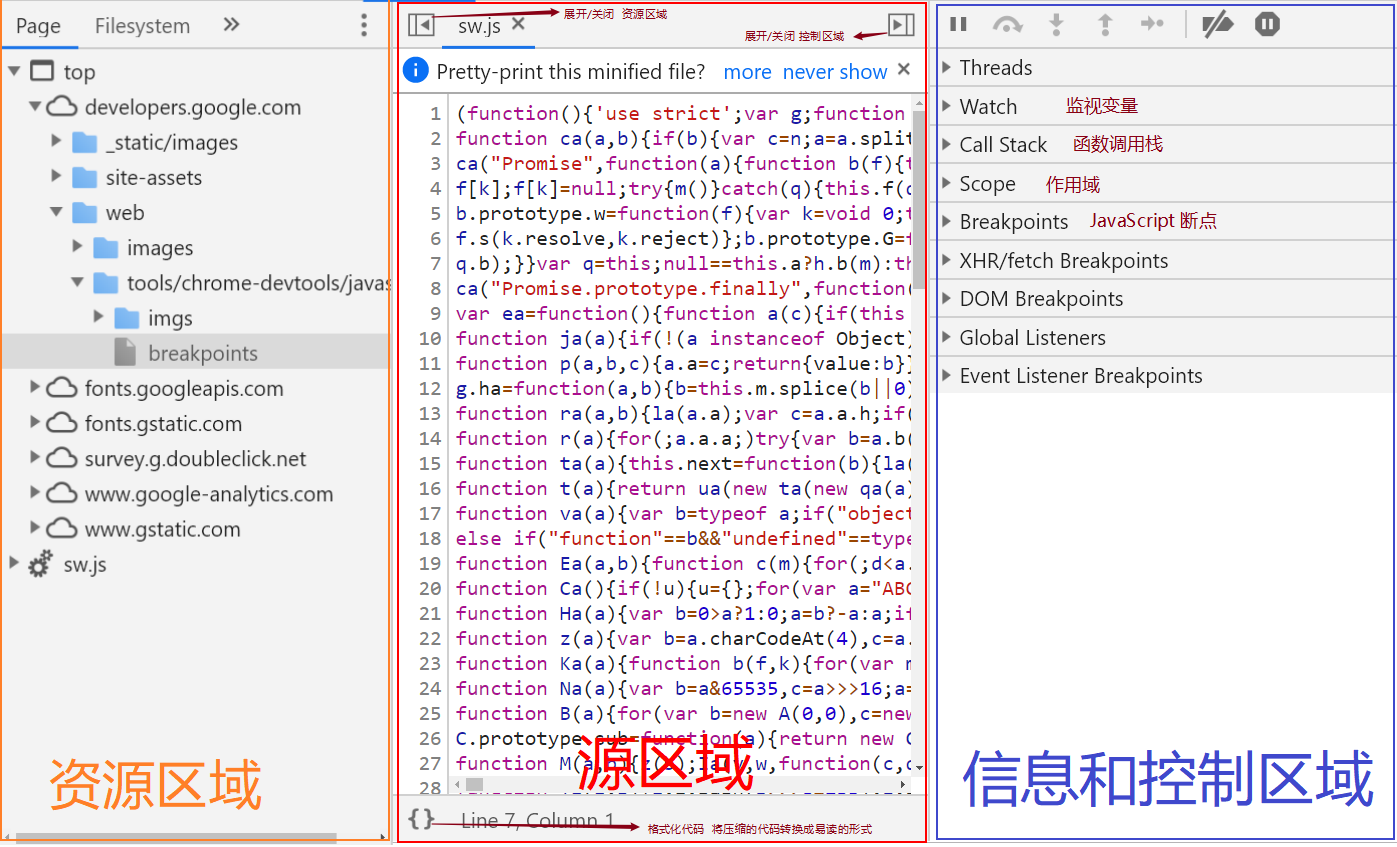 Page
Filesystem
top
developers.google.com
_static/images
site-assets
web
images
tools/chrome-devtools/javas
imgs
breakpoints
fonts.googleapis.com
fonts.gstatic.com
survey.g.doubleclick.net
www.google-analytics.com
www.gstatic.com
sw.js
资源区域
sw.js
展开/关闭 资源区域
展开/关闭 控制区域
Pretty-print this minified file? more never show
1 (function(){'use strict';var g;function
2 function ca(a,b){if(b){var c=n;a=a.split
3 ca("Promise",function(a){function b(f){t
4 f[k];f[k]=null;try{m()}catch(q){this.f(
5 b.prototype.w=function(f){var k=void 0;t
6 f.s(k.resolve,k.reject)};b.prototype.G=f
7 q.b);}}var q=this;null==this.a?h.b(m):th
8 ca("Promise.prototype.finally",function(
9 var ea=function(){function a(c){if(this
10 function ja(a){if(!(a instanceof Object)
11 function p(a,b,c){a.a=c;return{value:b}}
12 g.ha=function(a,b){b=this.m.splice(b||0)
13 function ra(a,b){la(a.a);var c=a.a.h;if(
14 function r(a){for(;a.a.a;)try{var b=a.b(
15 function ta(a){this.next=function(b){la(
16 function t(a){return ua(new ta(new qa(a)
17 function va(a){var b=typeof a;if("object
18 else if("function"==b&&"undefined"==type
19 function Ea(a,b){function c(m){for(;d<a.
20 function Ca(){if(!u){u={};for(var a="ABC
21 function Ha(a){var b=0>a?1:0;a=b?-a:a;if
22 function z(a){var b=a.charCodeAt(4),c=a.
23 function Ka(a){function b(f,k){for(var m
24 function Na(a){var b=a&65535,c=a>>>16;a=
25 function B(a){for(var b=new A(0,0),c=new
26 C.prototype.sub=function(a){return new C
27 function M(a,b){z(b);la(w,w,function(c,
28
源区域
{} Line 7, Column 1
格式化代码 将压缩的代码转换成易读的形式
Threads
Watch 监视变量
Call Stack 函数调用栈
Scope 作用域
Breakpoints JavaScript 断点
XHR/fetch Breakpoints
DOM Breakpoints
Global Listeners
Event Listener Breakpoints
信息和控制区域